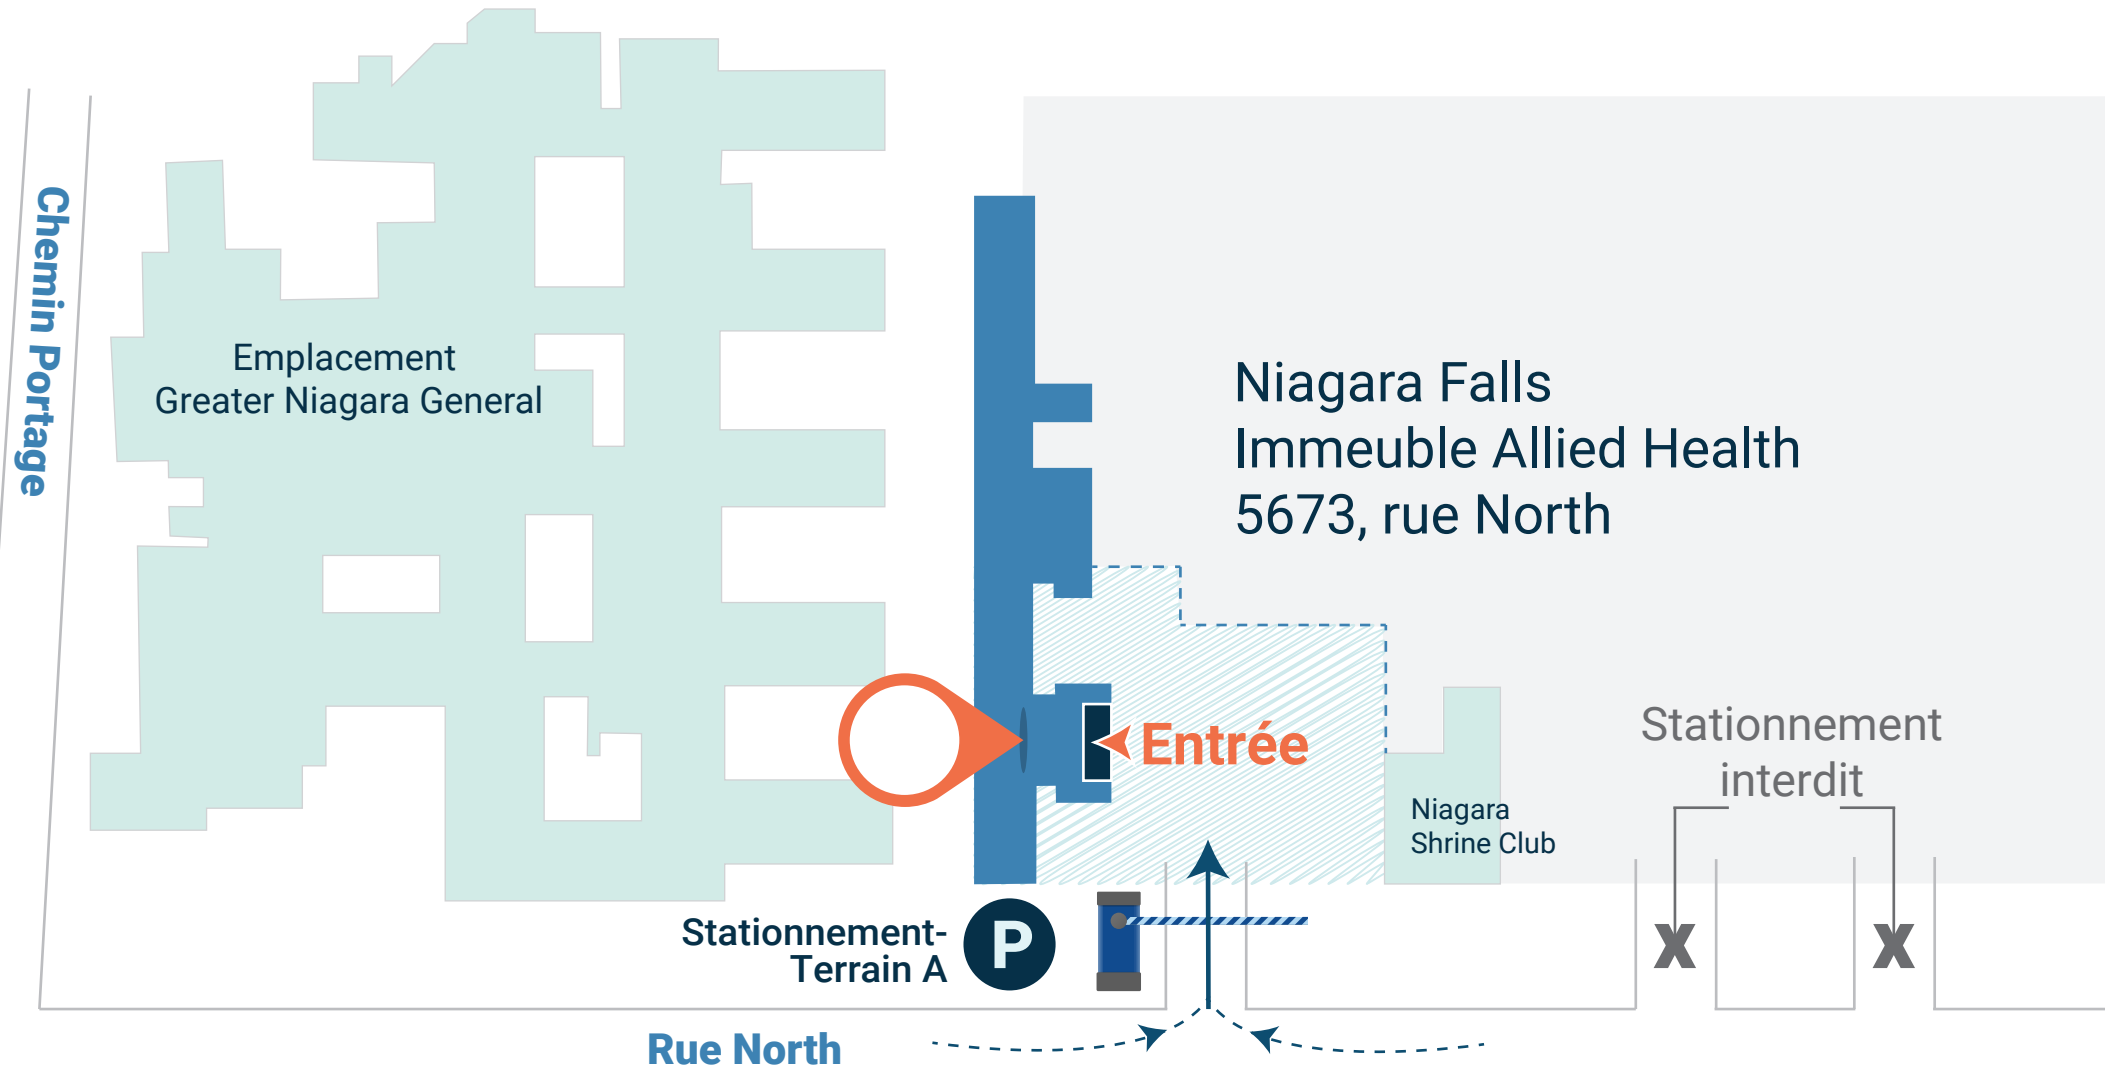 Chemin Portage
Emplacement
Greater Niagara General
Niagara Falls
Immeuble Allied Health
5673, rue North
Entrée
Stationnement
interdit
Niagara
Shrine Club
X
X
Stationnement-
Terrain A
P
Rue North